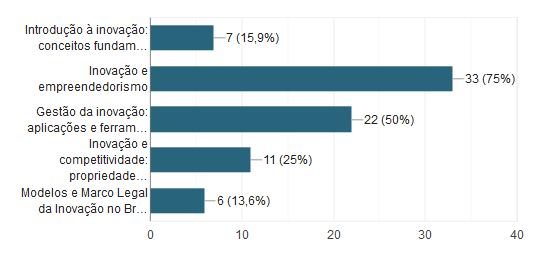 Introdução à inovação:
conceitos fundam…
7 (15,9%)
Inovação e
empreendedorismo
33 (75%)
Gestão da inovação:
aplicações e ferram…
22 (50%)
Inovação e
competitividade:
propriedade…
11 (25%)
Modelos e Marco Legal
da Inovação no Br…
6 (13,6%)
0 10 20 30 40